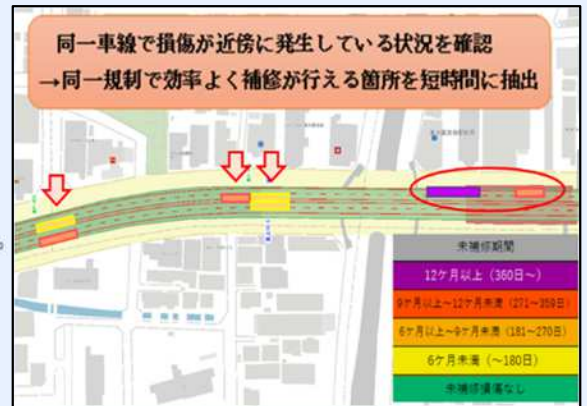 同一車線で損傷が近傍に発生している状況を確認
→同一規制で効率よく補修が行える箇所を短時間に抽出
未補修期間
12ケ月以上（360日～）
9ケ月以上～12ケ月未満（271～359日）
6ケ月以上～9ケ月未満（181～270日）
6ケ月未満（～180日）
未補修損傷なし